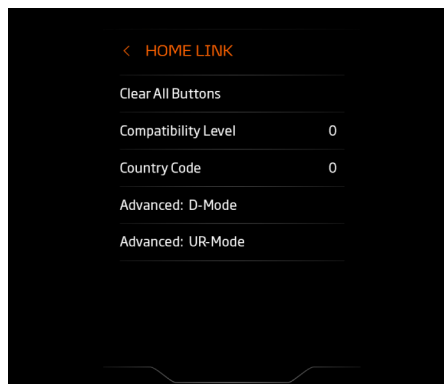 < HOME LINK
Clear All Buttons
Compatibility Level 0
Country Code 0
Advanced: D-Mode
Advanced: UR-Mode